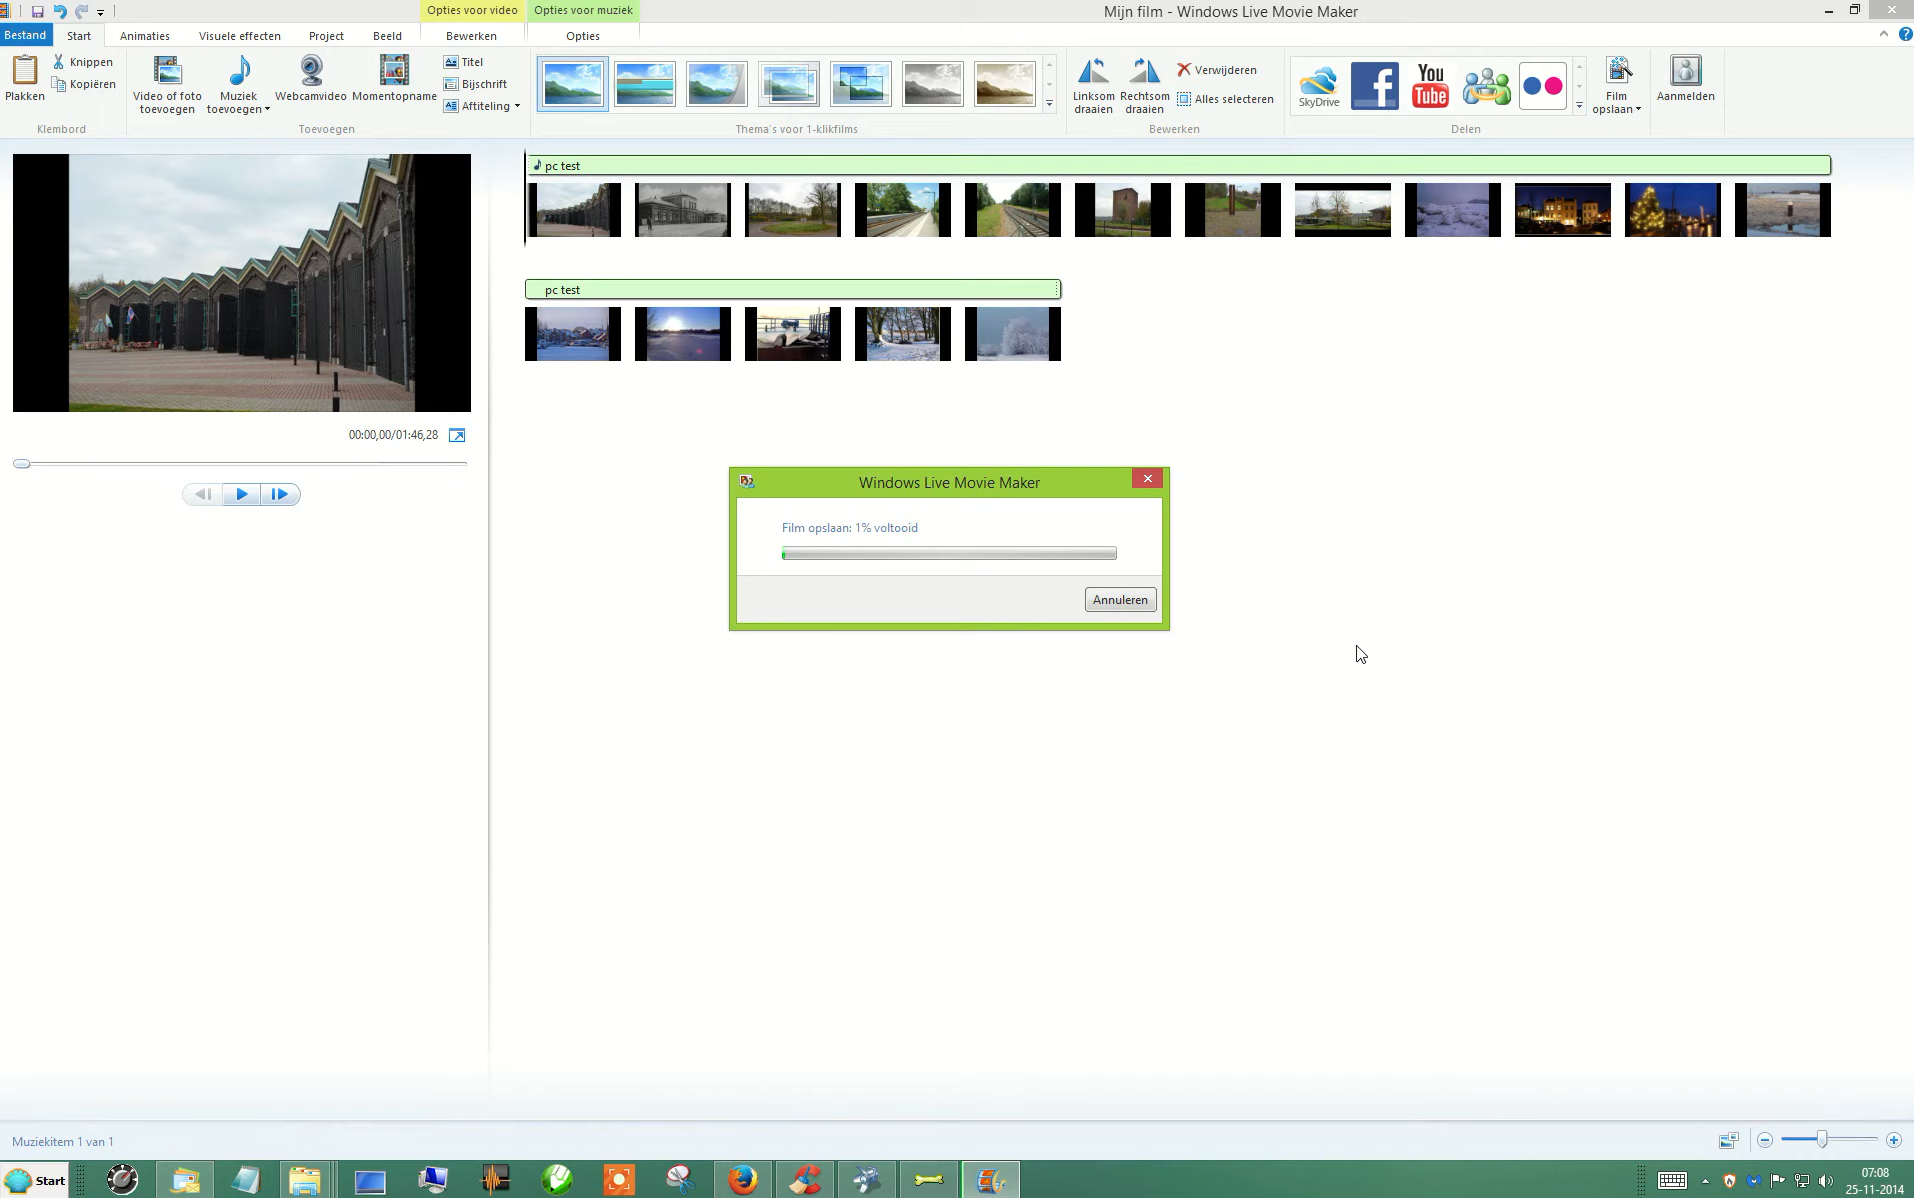 Opties voor video Opties voor muziek
Mijn film - Windows Live Movie Maker
Bestand Start Animaties Visuele effecten Project Beeld Bewerken Opties
Plakken
Knippen
Kopiëren
Klembord
Video of foto
toevoegen
Muziek
toevoegen
Webcamvideo
Momentopname
Titel
Bijschrift
Aftiteling
Toevoegen
Thema's voor 1-klikfilms
Linksom
draaien
Rechtsom
draaien
Verwijderen
Alles selecteren
Bewerken
SkyDrive
You
Tube
Delen
Film
opslaan
Aanmelden
pc test
pc test
00:00,00/01:46,28
Windows Live Movie Maker
Film opslaan: 1% voltooid
Annuleren
Muziekitem 1 van 1
Start
07:08
25-11-2014